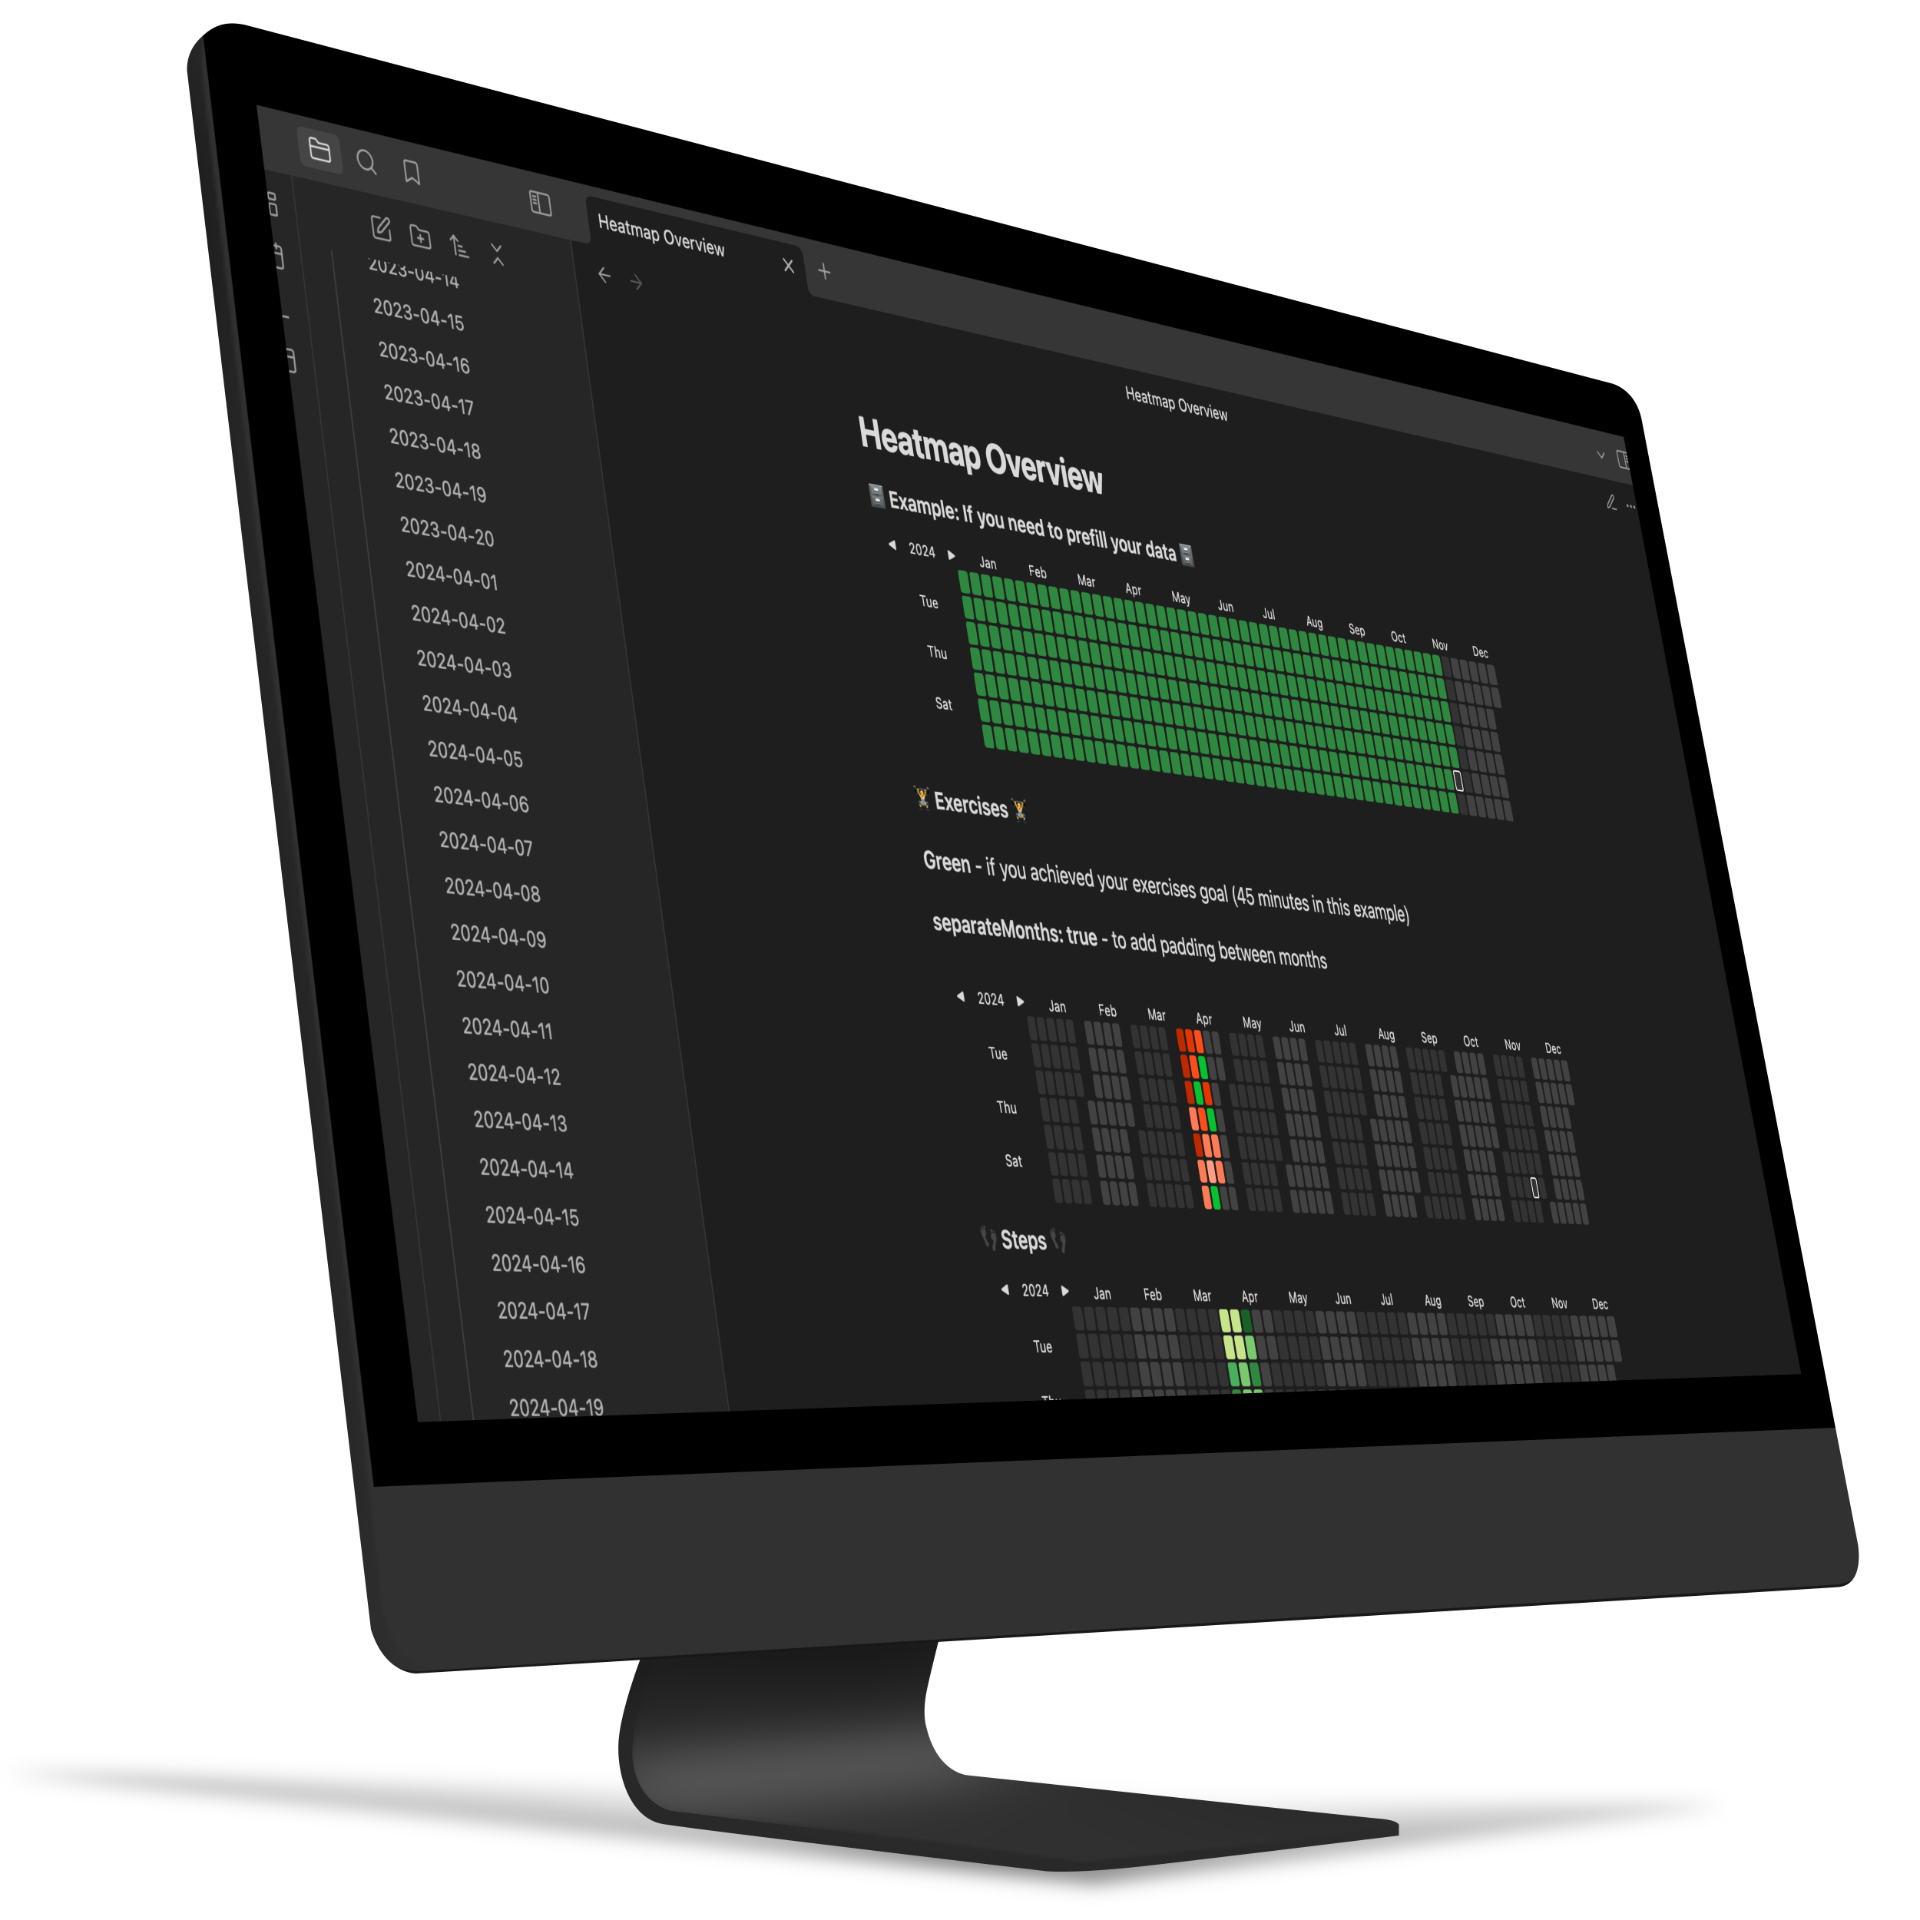 Heatmap Overview
2023-04-14
2023-04-15
2023-04-16
2023-04-17
2023-04-18
2023-04-19
2023-04-20
2024-04-01
2024-04-02
2024-04-03
2024-04-04
2024-04-05
2024-04-06
2024-04-07
2024-04-08
2024-04-09
2024-04-10
2024-04-11
2024-04-12
2024-04-13
2024-04-14
2024-04-15
2024-04-16
2024-04-17
2024-04-18
2024-04-19
Heatmap Overview
Heatmap Overview
Example: If you need to prefill your data
2024
Jan Feb Mar Apr May Jun Jul Aug Sep Oct Nov Dec
Tue
Thu
Sat
Exercises
Green - if you achieved your exercises goal (45 minutes in this example)
separateMonths: true - to add padding between months
2024
Jan Feb Mar Apr May Jun Jul Aug Sep Oct Nov Dec
Tue
Thu
Sat
Steps
2024
Jan Feb Mar Apr May Jun Jul Aug Sep Oct Nov Dec
Tue